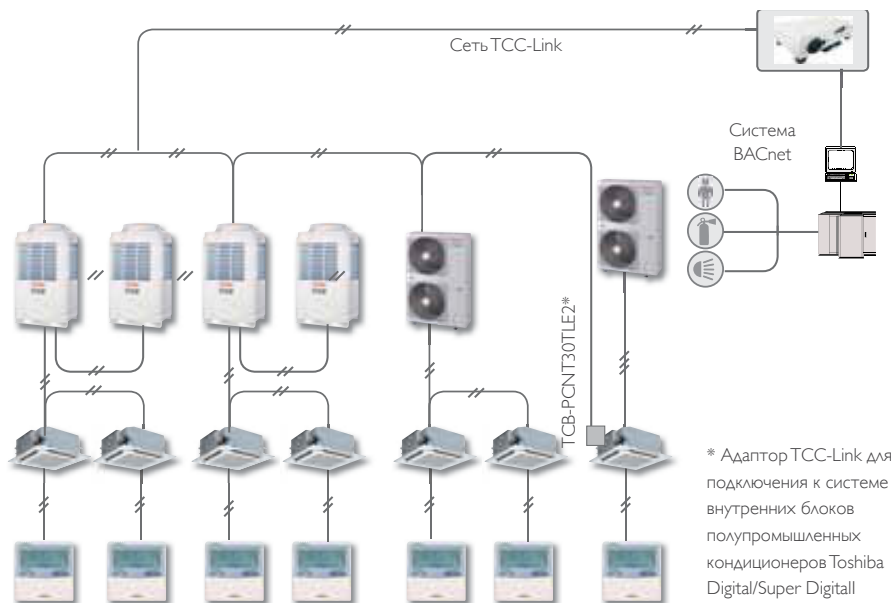 Сеть TCC-Link
Система
BACnet
TCB-PCNT30TLE2*
* Адаптор TCC-Link для
подключения к системе
внутренних блоков
полупромышленных
кондиционеров Toshiba
Digital/Super Digitall